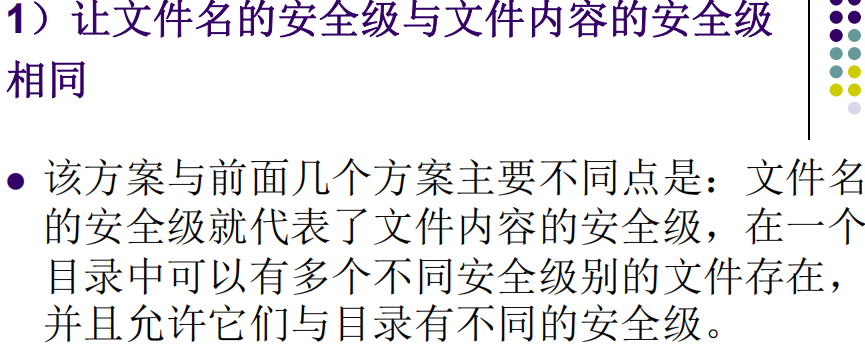 1）让文件名的安全级与文件内容的安全级
相同
● 该方案与前面几个方案主要不同点是：文件名
的安全级就代表了文件内容的安全级，在一个
目录中可以有多个不同安全级别的文件存在，
并且允许它们与目录有不同的安全级。